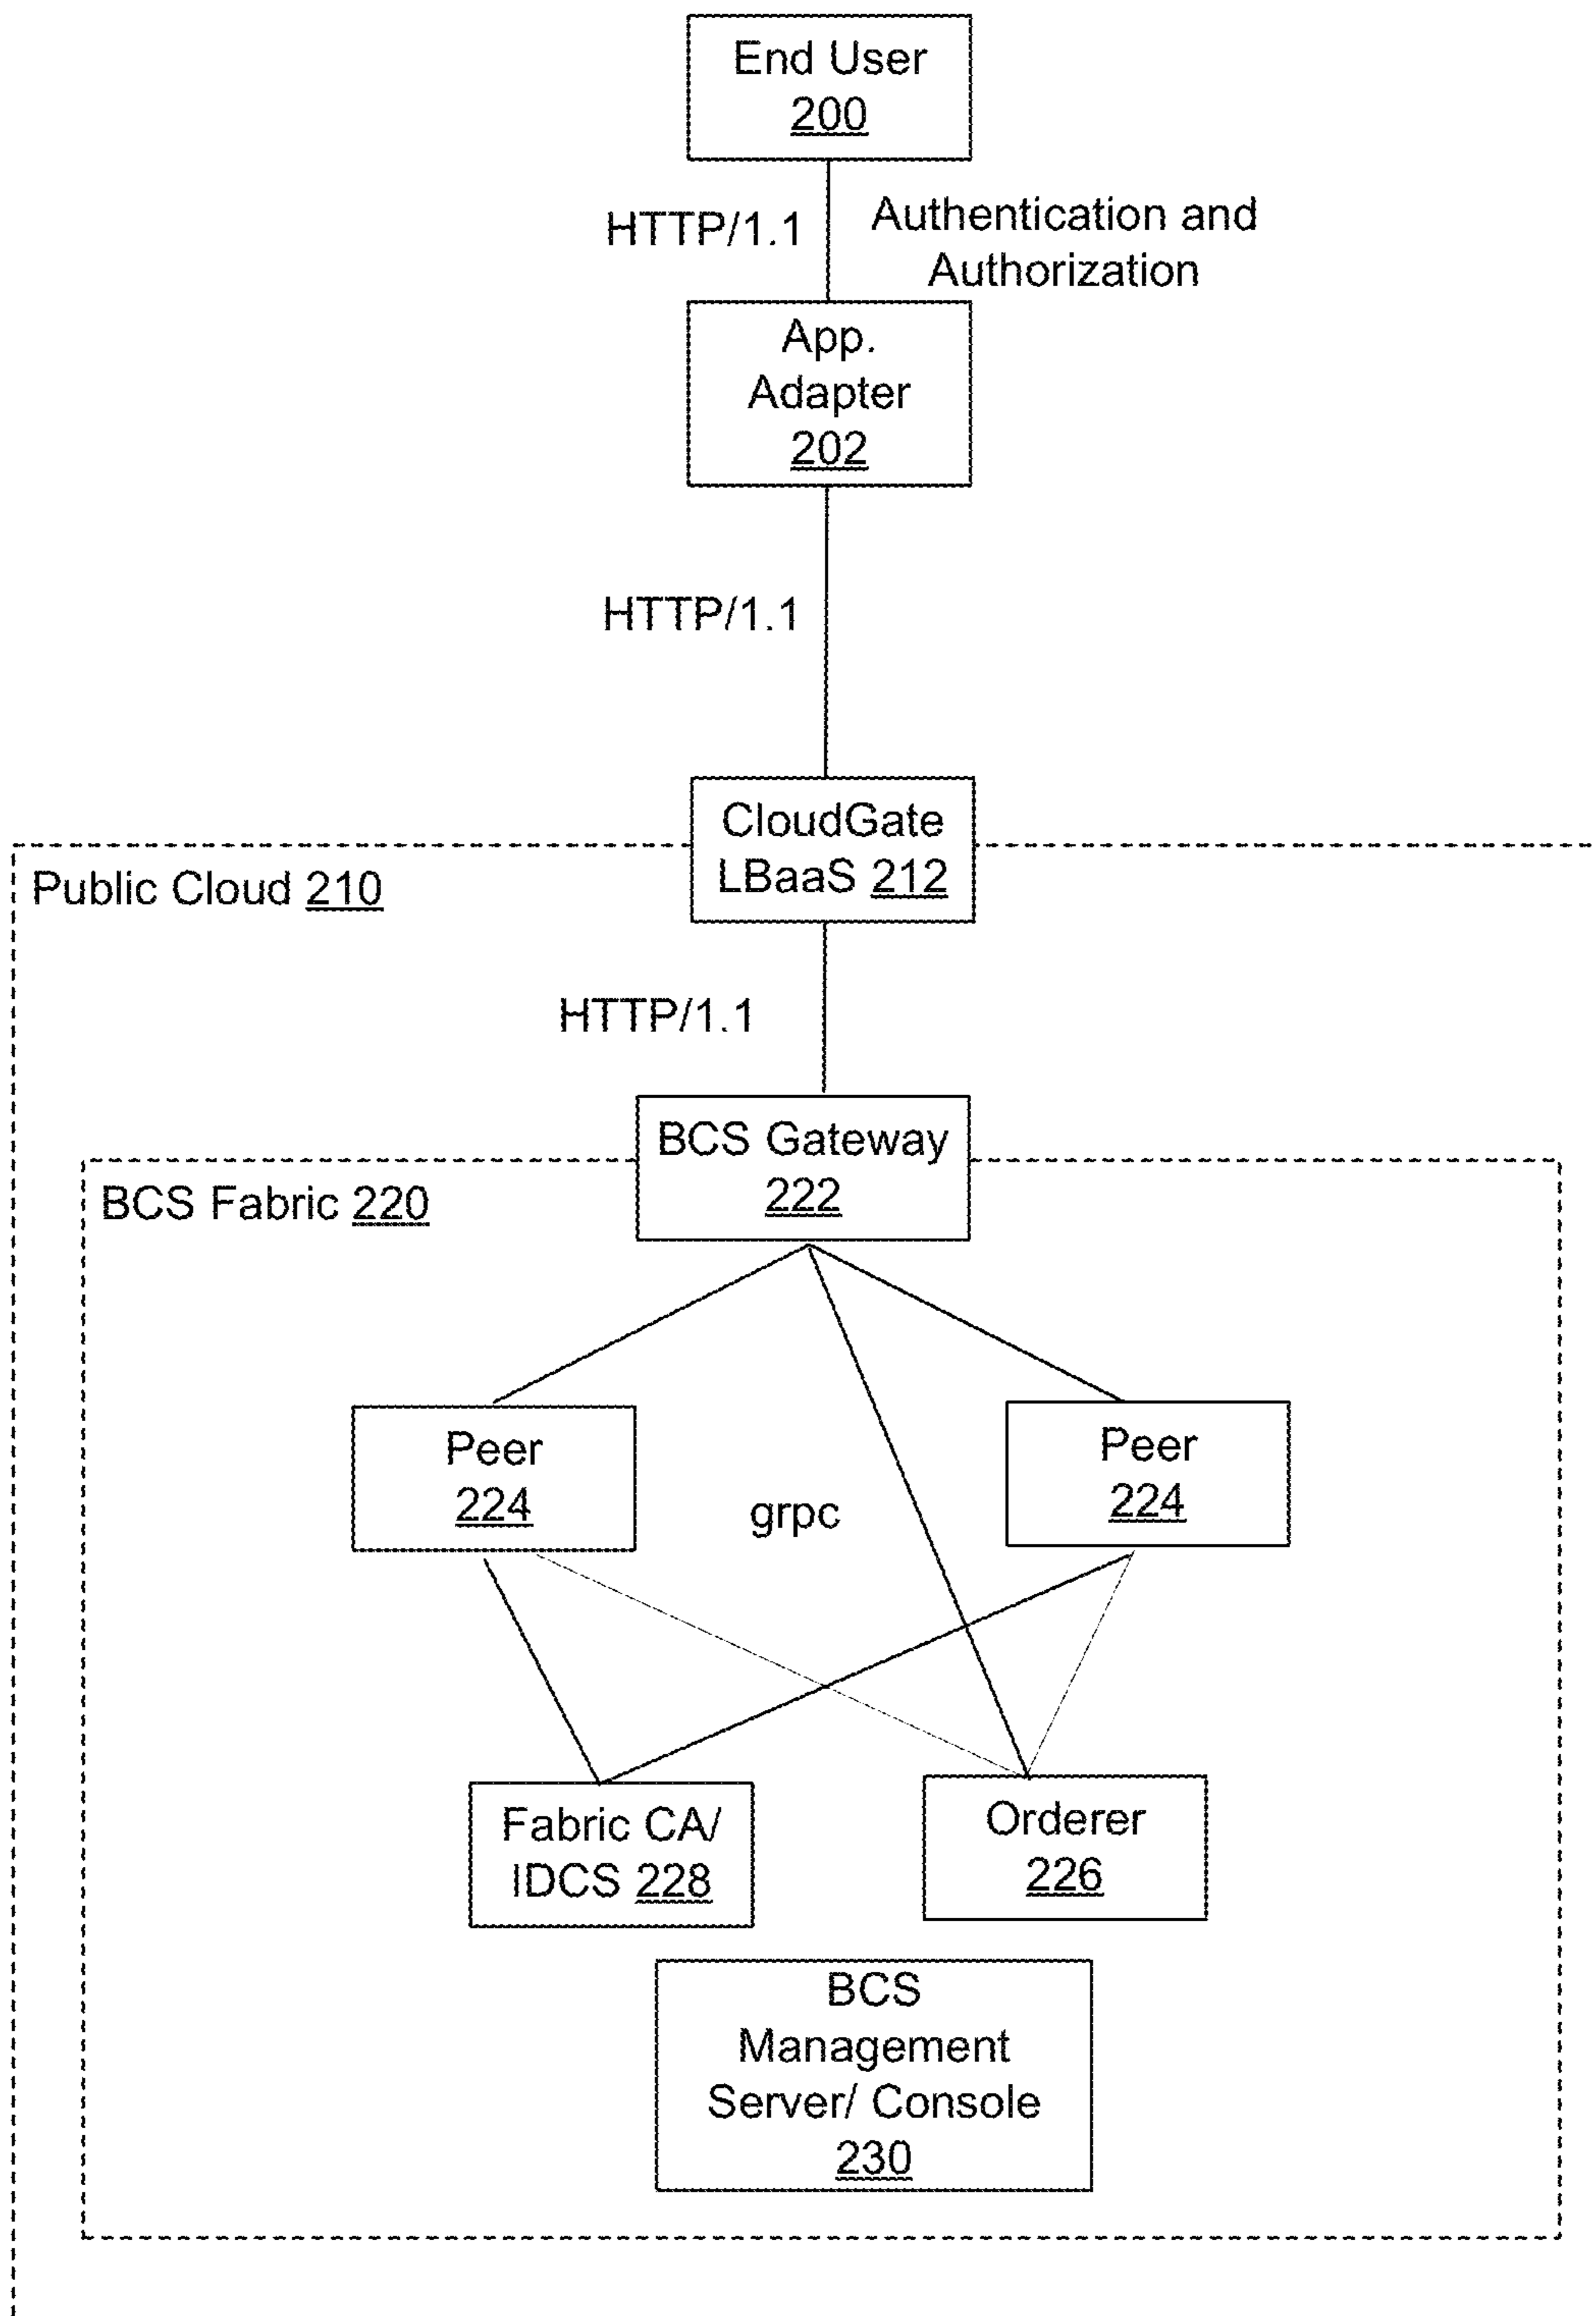 End User
200
HTTP/1.1
Authentication and
Authorization
App.
Adapter
202
HTTP/1.1
CloudGate
LBaaS 212
Public Cloud 210
HTTP/1.1
BCS Gateway
222
BCS Fabric 220
Peer
224
Peer
224
grpc
Fabric CA/
IDCS 228
Orderer
226
BCS
Management
Server/ Console
230